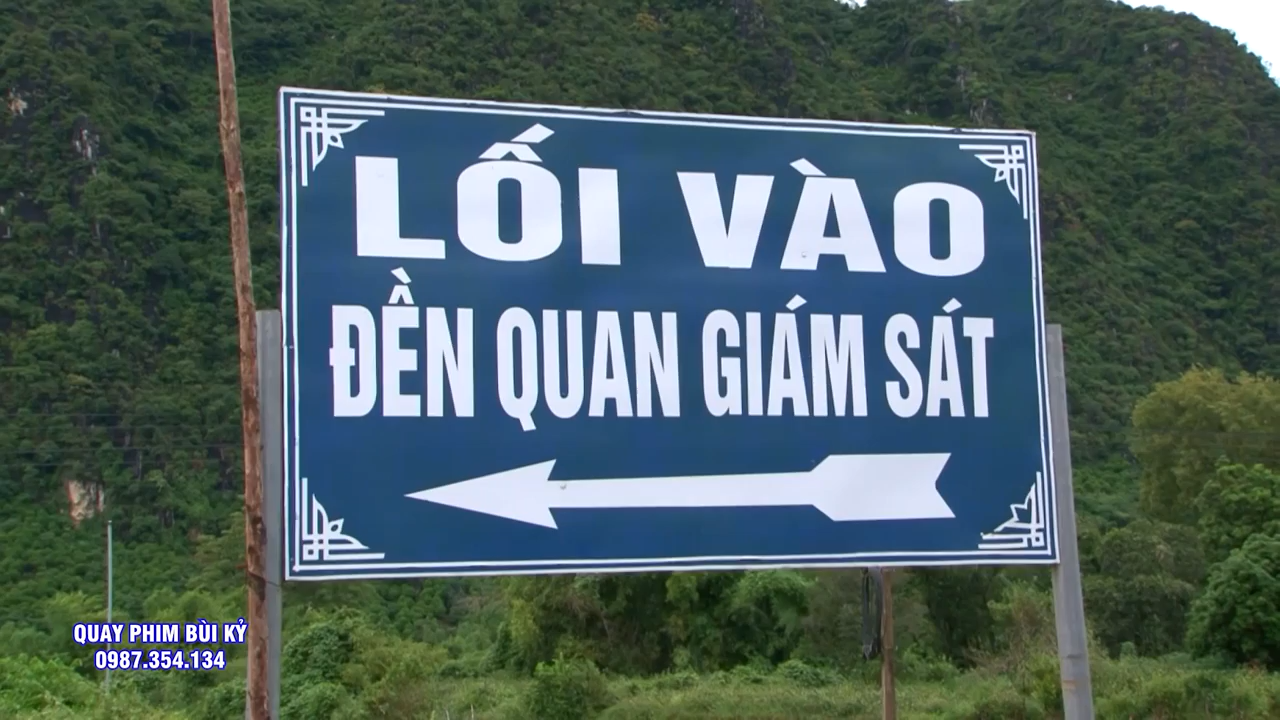 LỐI VÀO
ĐỀN QUAN GIÁM SÁT
QUAY PHIM BÙI KỶ
0987.354.134